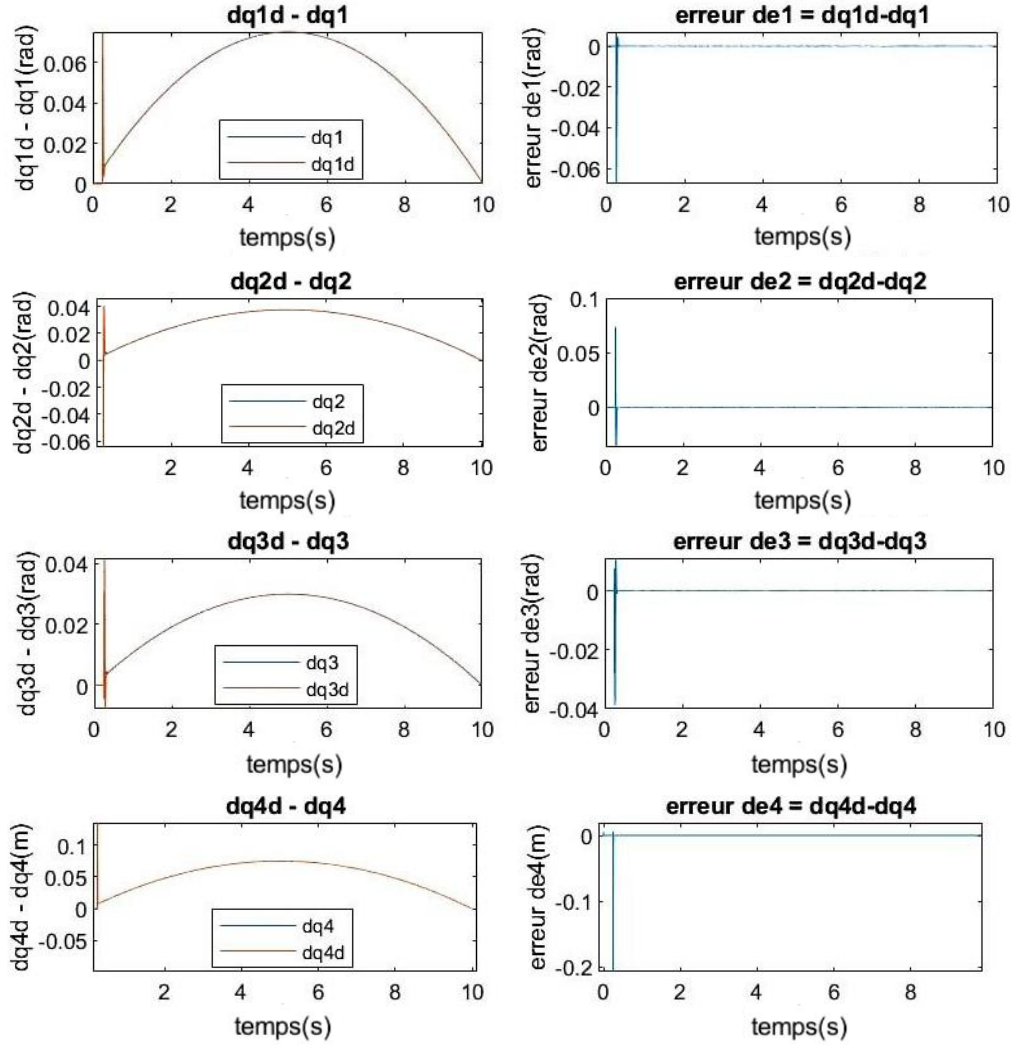 dq1d - dq1
dq1d - dq1(rad)
0.06
0.04
0.02
0
dq1
dq1d
0 2 4 6 8 10
temps(s)
erreur de1 = dq1d-dq1
erreur de1(rad)
0
-0.02
-0.04
-0.06
0 2 4 6 8 10
temps(s)
dq2d - dq2
dq2d - dq2(rad)
0.04
0.02
0
-0.02
-0.04
-0.06
dq2
dq2d
2 4 6 8 10
temps(s)
erreur de2 = dq2d-dq2
erreur de2(rad)
0.1
0.05
0
0 2 4 6 8 10
temps(s)
dq3d - dq3
dq3d - dq3(rad)
0.04
0.02
0
dq3
dq3d
0 2 4 6 8 10
temps(s)
erreur de3 = dq3d-dq3
erreur de3(rad)
0
-0.02
-0.04
0 2 4 6 8 10
temps(s)
dq4d - dq4
dq4d - dq4(m)
0.1
0.05
0
-0.05
dq4
dq4d
2 4 6 8 10
temps(s)
erreur de4 = dq4d-dq4
erreur de4(m)
0
-0.1
-0.2
0 2 4 6 8
temps(s)